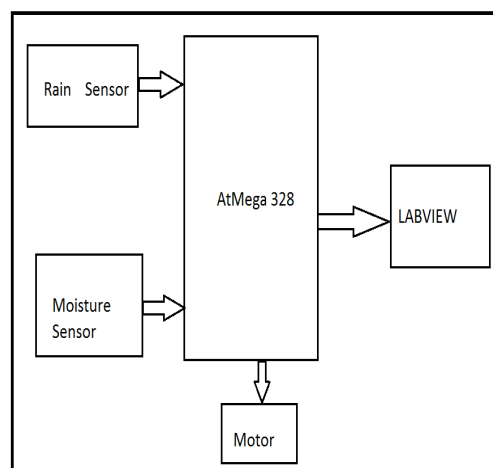 Rain Sensor
AtMega 328
LABVIEW
Moisture
Sensor
Motor